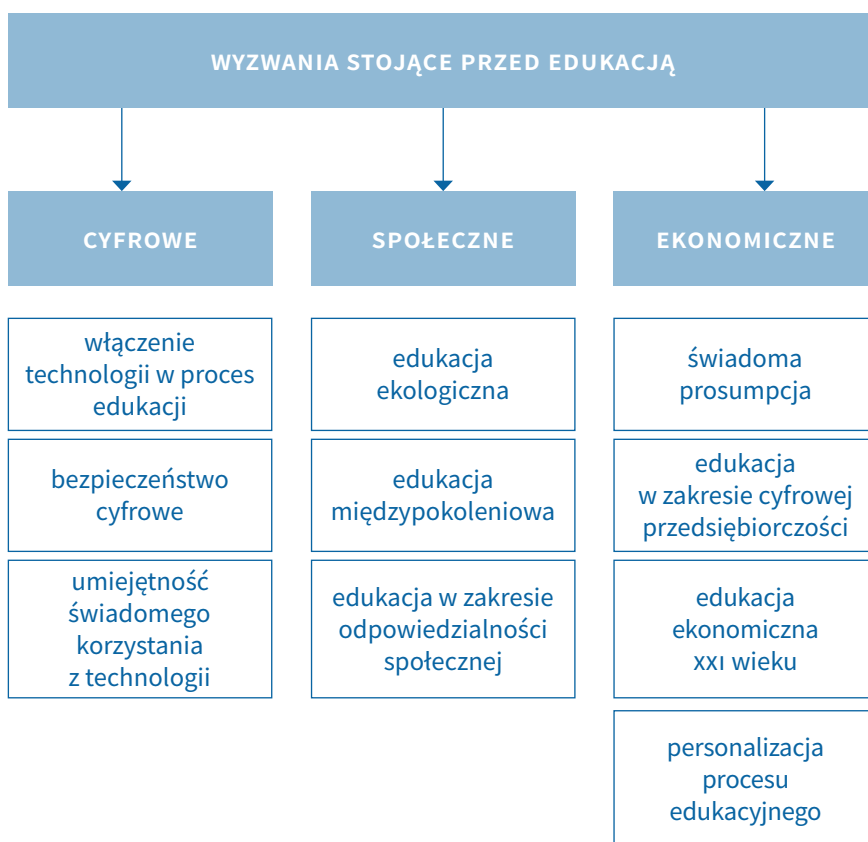 WYZWANIA STOJĄCE PRZED EDUKACJĄ
CYFROWE
włączenie
technologii w proces
edukacji
bezpieczeństwo
cyfrowe
umiejętność
świadomego
korzystania
z technologii
SPOŁECZNE
edukacja
ekologiczna
edukacja
międzypokoleniowa
edukacja w zakresie
odpowiedzialności
społecznej
EKONOMICZNE
świadoma
prosumpcja
edukacja
w zakresie cyfrowej
przedsiębiorczości
edukacja
ekonomiczna
XXI wieku
personalizacja
procesu
edukacyjnego